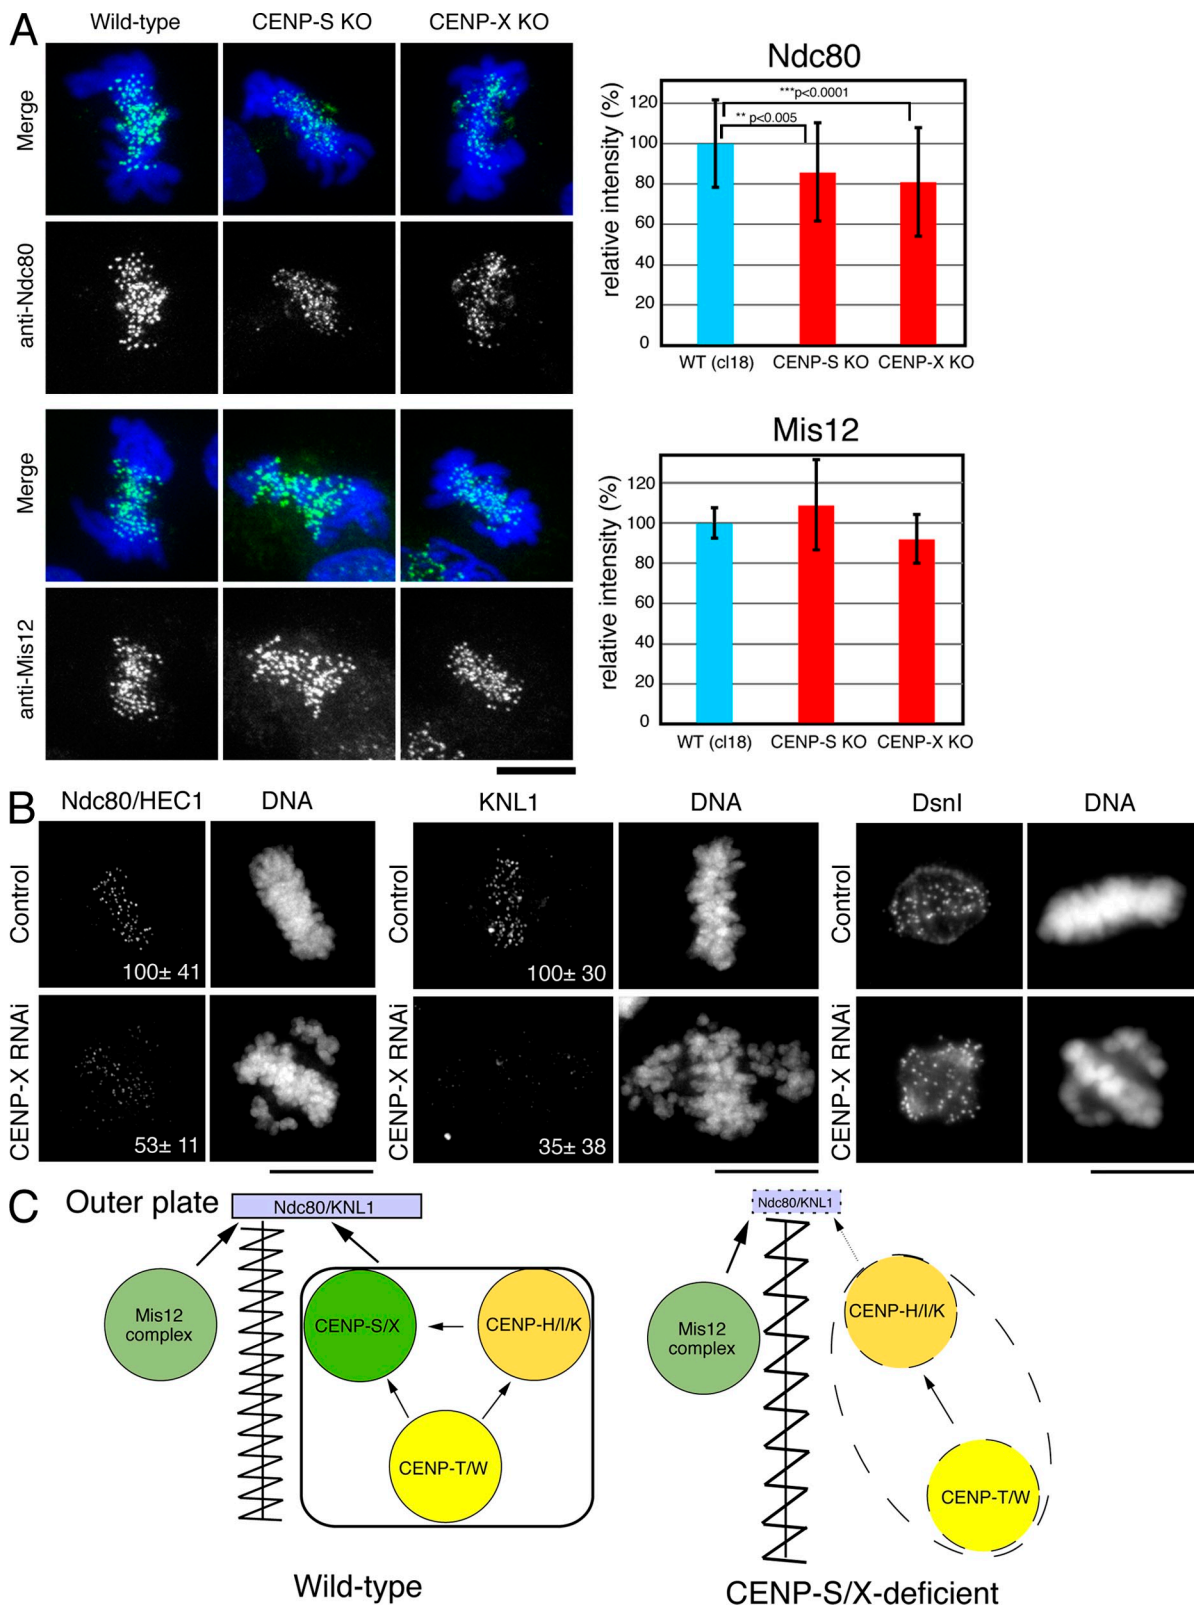 A
Wild-type
CENP-S KO
CENP-X KO
Merge
anti-Ndc80
Merge
anti-Mis12
Ndc80
relative intensity (%)
120
100
80
60
40
20
0
***p<0.0001
** p<0.005
WT (cl18)
CENP-S KO
CENP-X KO
Mis12
relative intensity (%)
120
100
80
60
40
20
0
WT (cl18)
CENP-S KO
CENP-X KO
B
Ndc80/HEC1
DNA
KNL1
DNA
DsnI
DNA
Control
100± 41
Control
100± 30
Control
CENP-X RNAi
53± 11
CENP-X RNAi
35± 38
CENP-X RNAi
C
Outer plate
Ndc80/KNL1
Mis12
complex
CENP-S/X
CENP-H/I/K
CENP-T/W
Wild-type
Ndc80/KNL1
Mis12
complex
CENP-H/I/K
CENP-T/W
CENP-S/X-deficient